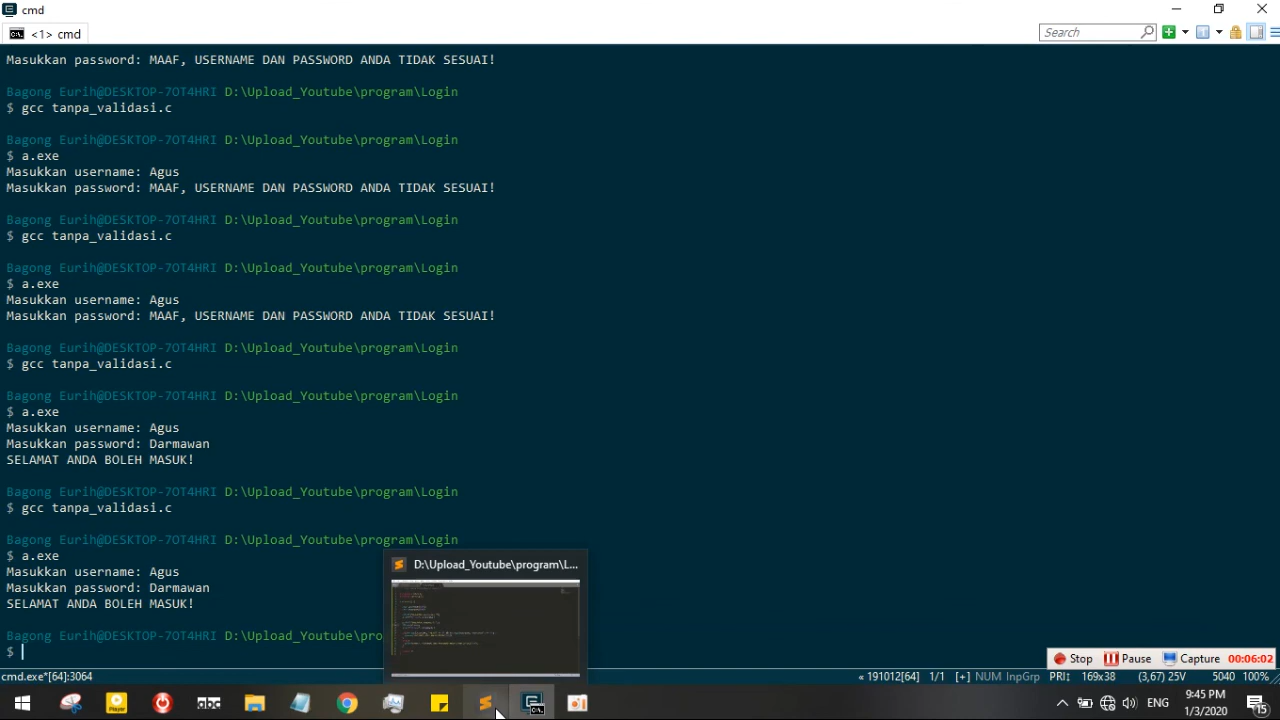 cmd
<1> cmd
Search
Masukkan password: MAAF, USERNAME DAN PASSWORD ANDA TIDAK SESUAI!
Bagong Eurih@DESKTOP-7OT4HRI D:\Upload_Youtube\program\Login
$ gcc tanpa_validasi.c
Bagong Eurih@DESKTOP-7OT4HRI D:\Upload_Youtube\program\Login
$ a.exe
Masukkan username: Agus
Masukkan password: MAAF, USERNAME DAN PASSWORD ANDA TIDAK SESUAI!
Bagong Eurih@DESKTOP-7OT4HRI D:\Upload_Youtube\program\Login
$ gcc tanpa_validasi.c
Bagong Eurih@DESKTOP-7OT4HRI D:\Upload_Youtube\program\Login
$ a.exe
Masukkan username: Agus
Masukkan password: MAAF, USERNAME DAN PASSWORD ANDA TIDAK SESUAI!
Bagong Eurih@DESKTOP-7OT4HRI D:\Upload_Youtube\program\Login
$ gcc tanpa_validasi.c
Bagong Eurih@DESKTOP-7OT4HRI D:\Upload_Youtube\program\Login
$ a.exe
Masukkan username: Agus
Masukkan password: Darmawan
SELAMAT ANDA BOLEH MASUK!
Bagong Eurih@DESKTOP-7OT4HRI D:\Upload_Youtube\program\Login
$ gcc tanpa_validasi.c
Bagong Eurih@DESKTOP-7OT4HRI D:\Upload_Youtube\program\Login
$ a.exe
Masukkan username: Agus
Masukkan password: Darmawan
SELAMAT ANDA BOLEH MASUK!
Bagong Eurih@DESKTOP-7OT4HRI D:\Upload_Youtube\pro
$
D:\Upload_Youtube\program\L...
Stop Pause Capture 00:06:02
cmd.exe*[64]:3064 « 191012[64] 1/1 [+] NUM InpGrp PRI↕ 169x38 (3,67) 25V 5040 100%
ENG 9:45 PM
1/3/2020 15